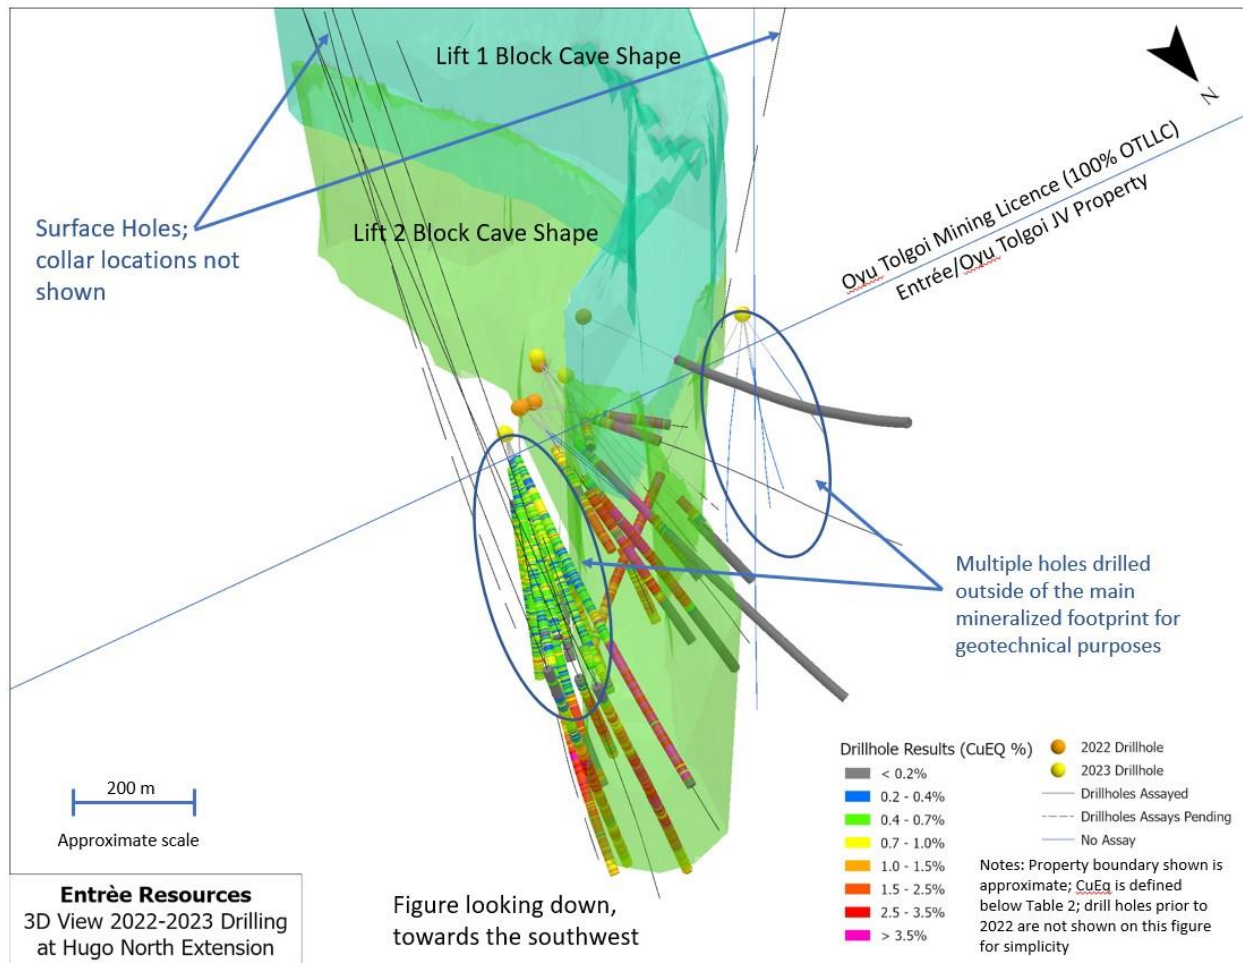 Lift 1 Block Cave Shape
N
Oyu Tolgoi Mining Licence (100% OTLLC)
Entrée/Oyu Tolgoi JV Property
Surface Holes;
collar locations not
shown
Lift 2 Block Cave Shape
Multiple holes drilled
outside of the main
mineralized footprint for
geotechnical purposes
200 m
Approximate scale
Drillhole Results (CuEQ %)
< 0.2%
0.2 - 0.4%
0.4 - 0.7%
0.7 - 1.0%
1.0 - 1.5%
1.5 - 2.5%
2.5 - 3.5%
> 3.5%
2022 Drillhole
2023 Drillhole
Drillholes Assayed
Drillholes Assays Pending
No Assay
Notes: Property boundary shown is
approximate; CuEq is defined
below Table 2; drill holes prior to
2022 are not shown on this figure
for simplicity
Entrèe Resources
3D View 2022-2023 Drilling
at Hugo North Extension
Figure looking down,
towards the southwest